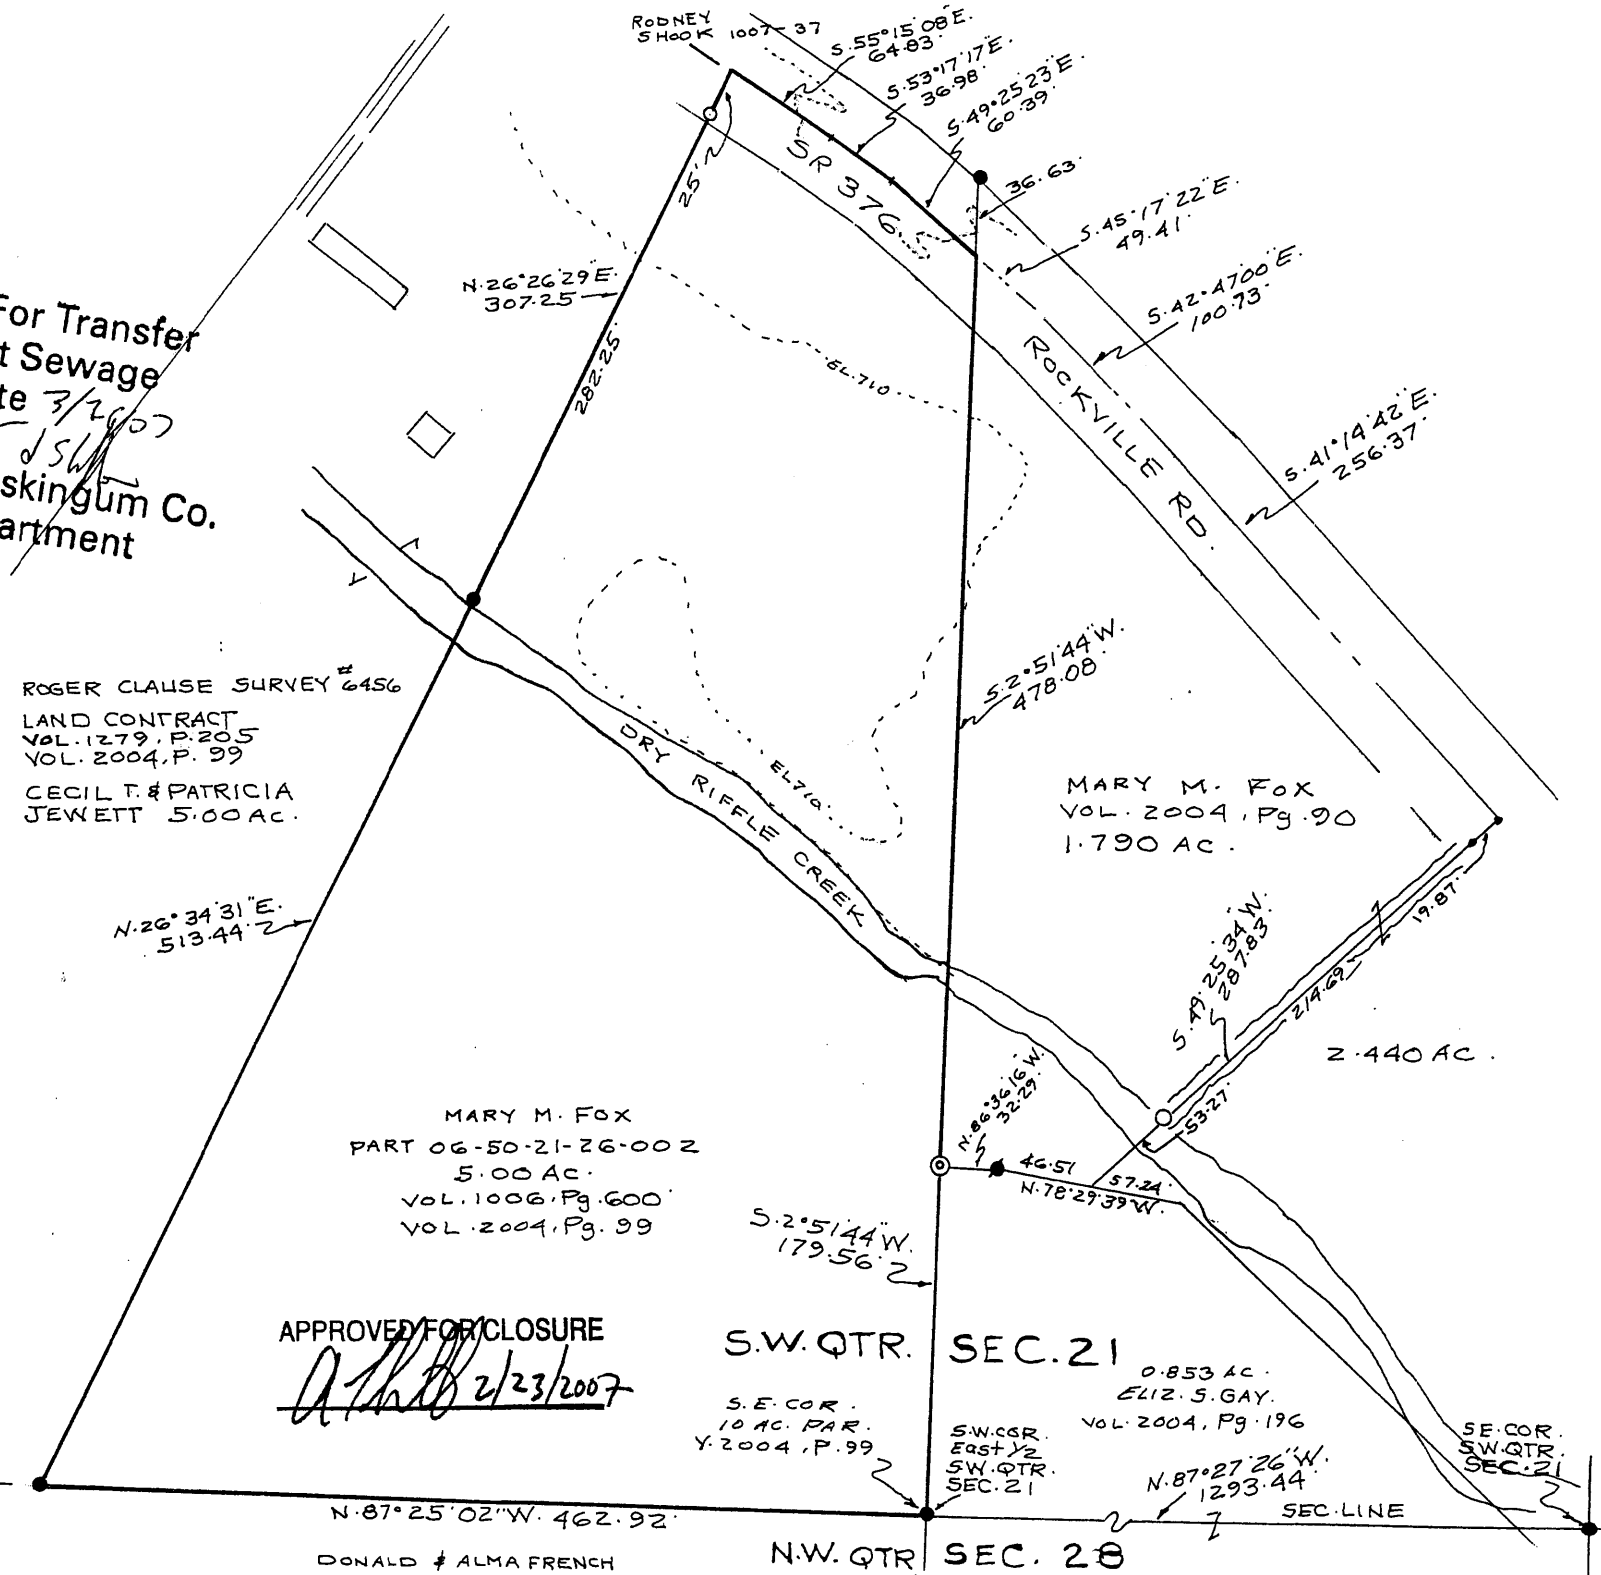 RODNEY
SHOOK 1007-37
S.55°15'08"E.
64.83'
S.53°17'17"E.
36.98'
S.49°25'23"E.
60.39'
36.63'
S.45°17'22"E.
49.41'
S.42°47'00"E.
100.73'
S.41°14'42"E.
256.37'
SR 376
ROCKVILLE RD.
25'
N.26°26'29"E.
307.25
282.25'
EL.710
For Transfer
t Sewage
te 3/2/07
skingum Co.
artment
ROGER CLAUSE SURVEY #6456
LAND CONTRACT
VOL.1279, P.205
VOL.2004, P.99
CECIL T. & PATRICIA
JEWETT 5.00 AC.
N.26°34'31"E.
513.44'
DRY RIFFLE CREEK
EL.710
S.2°51'44"W.
478.08'
MARY M. FOX
VOL. 2004, Pg.90
1.790 AC.
S.49°25'34"W.
287.83'
19.87'
214.69
53.27'
2.440 AC.
N.86°36'16"W.
32.29'
46.51
57.24'
N.78°29'39"W.
MARY M. FOX
PART 06-50-21-26-002
5.00 AC.
VOL.1006, Pg.600
VOL.2004, Pg.99
S.2°51'44"W.
179.56'
APPROVED FOR CLOSURE
2/23/2007
S.W. QTR. SEC.21
S.E. COR.
10 AC. PAR.
V.2004, P.99
S.W.COR.
East 1/2
SW.QTR.
SEC.21
0.853 AC.
ELIZ. S. GAY.
VOL.2004, Pg.196
N.87°27'26"W.
1293.44'
SEC.LINE
SE.COR.
SW.QTR.
SEC.21
N.87°25'02"W. 462.92'
DONALD & ALMA FRENCH
N.W. QTR SEC. 28